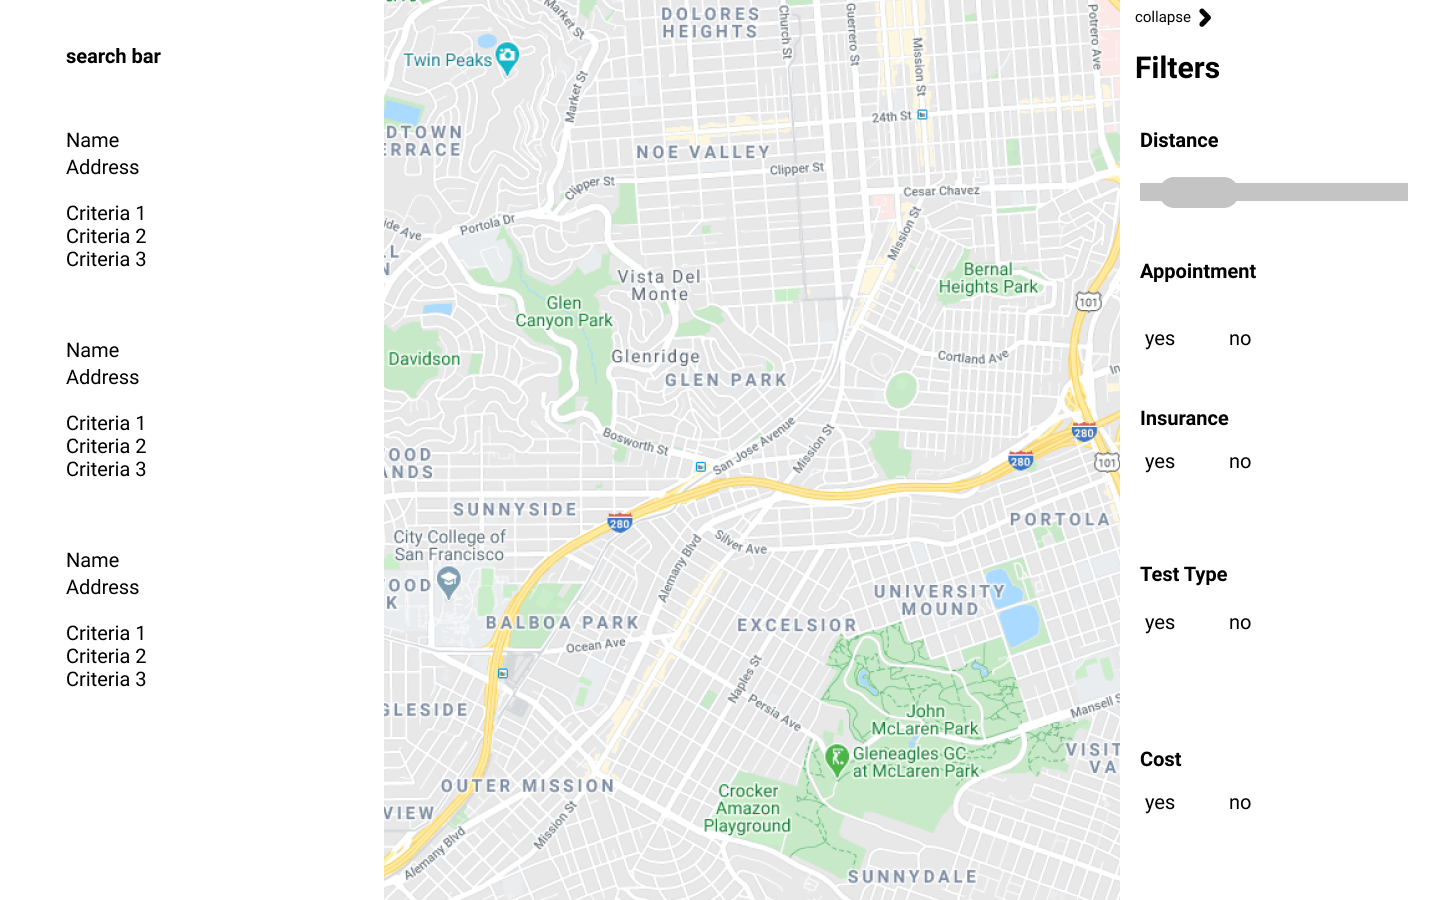 search bar
Name
Address
Criteria 1
Criteria 2
Criteria 3
Name
Address
Criteria 1
Criteria 2
Criteria 3
Name
Address
Criteria 1
Criteria 2
Criteria 3
DOLORES
HEIGHTS
Market St
Church St
Guerrero St
Mission St
Potrero Ave
Twin Peaks
Market St
24th St
DTOWN
ERRACE
NOE VALLEY
Clipper St
Clipper St
Cesar Chavez
Portola Dr
ide Ave
Mission St
Vista Del
Monte
Bernal
Heights Park
101
Glen
Canyon Park
Davidson
Glenridge
GLEN PARK
Cortland Ave
Bosworth St
San Jose Avenue
Mission St
280
280
101
OOD
ANDS
SUNNYSIDE
280
PORTOLA
City College of
San Francisco
Silver Ave
Alemany Blvd
OOD
K
UNIVERSITY
MOUND
BALBOA PARK
EXCELSIOR
Ocean Ave
Naples St
Persia Ave
GLESIDE
John
McLaren Park
Mansell S
Gleneagles GC
at McLaren Park
VISIT
VA
OUTER MISSION
Crocker
Amazon
Playground
VIEW
Mission St
Alemany Blvd
SUNNYDALE
collapse
Filters
Distance
Appointment
yes no
Insurance
yes no
Test Type
yes no
Cost
yes no